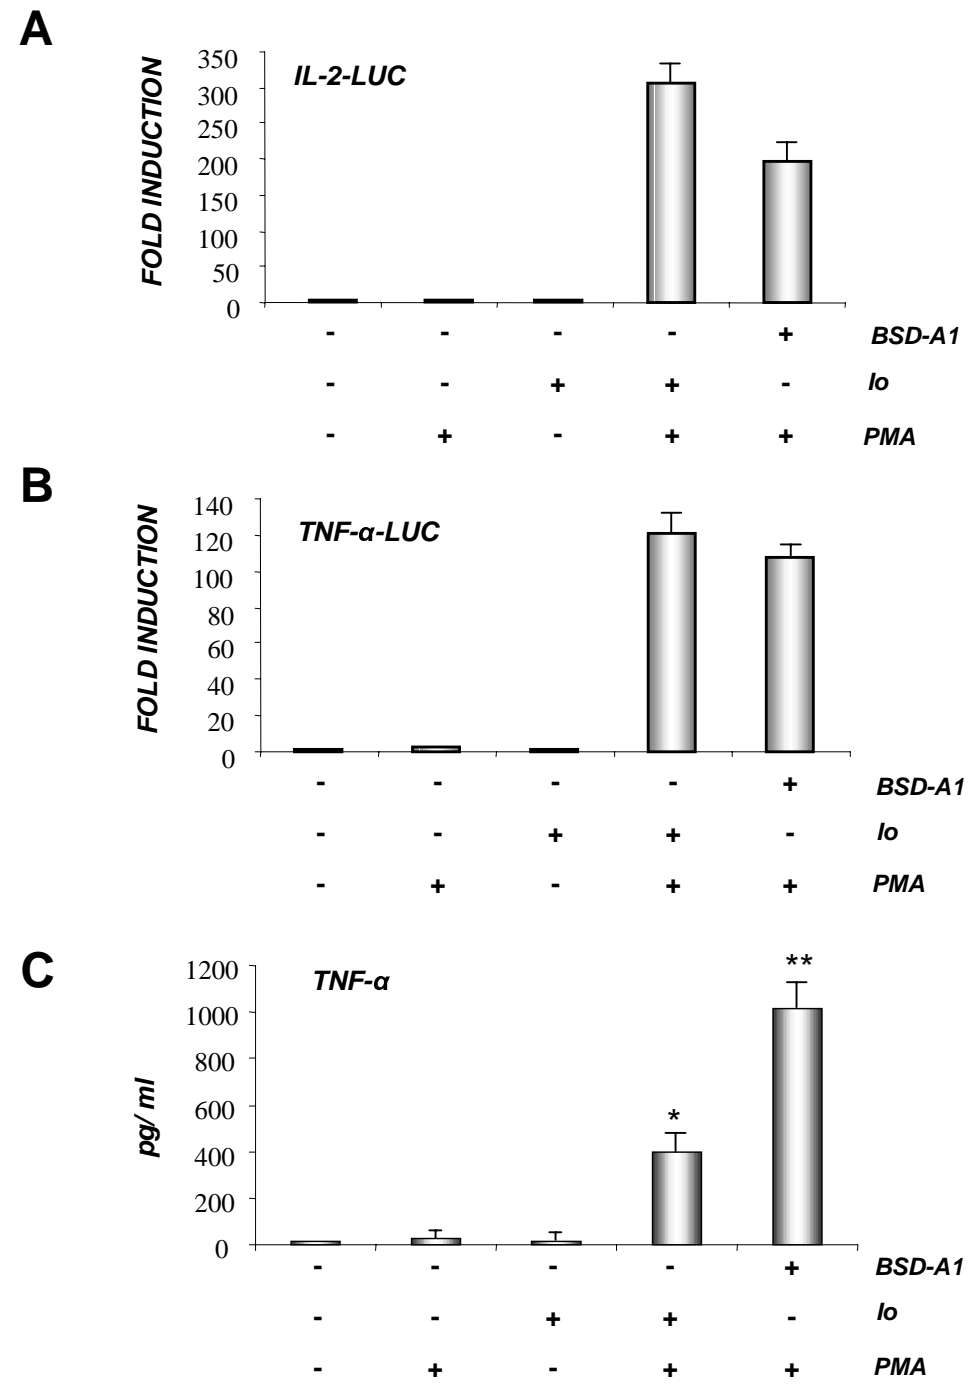 A
IL-2-LUC
FOLD INDUCTION
350
300
250
200
150
100
50
0
- - - - + BSD-A1
- - + + - Io
- + - + + PMA
B
TNF-α-LUC
FOLD INDUCTION
140
120
100
80
60
40
20
0
- - - - + BSD-A1
- - + + - Io
- + - + + PMA
C
TNF-α
pg/ ml
1200
1000
800
600
400
200
0
*
**
- - - - + BSD-A1
- - + + - Io
- + - + + PMA